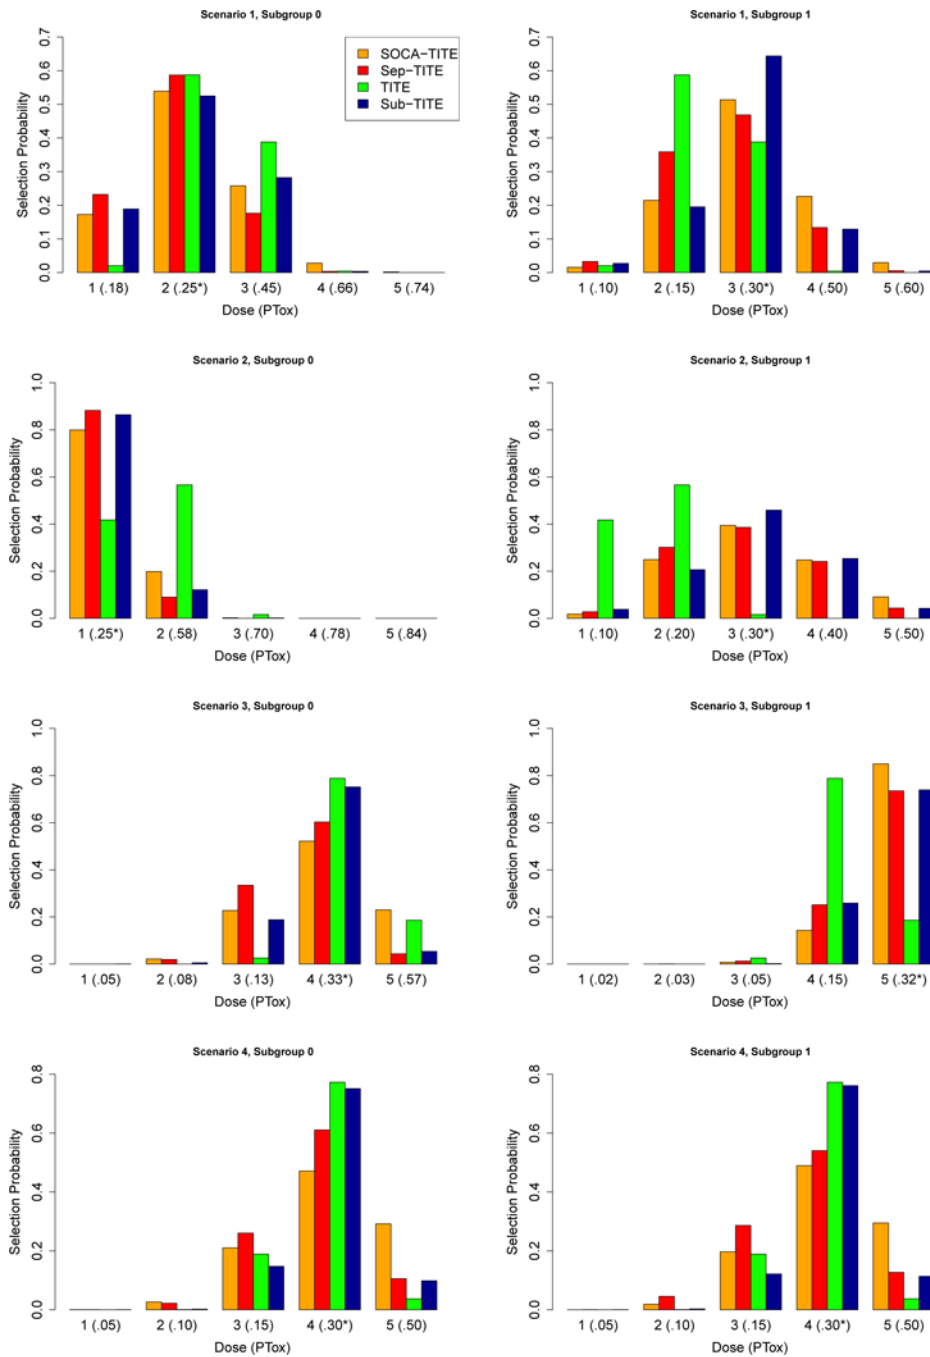 Scenario 1, Subgroup 0
Selection Probability
0.0 0.1 0.2 0.3 0.4 0.5 0.6 0.7
SOCA-TITE
Sep-TITE
TITE
Sub-TITE
1 (.18) 2 (.25*) 3 (.45) 4 (.66) 5 (.74)
Dose (PTox)
Scenario 1, Subgroup 1
Selection Probability
0.0 0.1 0.2 0.3 0.4 0.5 0.6 0.7
1 (.10) 2 (.15) 3 (.30*) 4 (.50) 5 (.60)
Dose (PTox)
Scenario 2, Subgroup 0
Selection Probability
0.0 0.2 0.4 0.6 0.8 1.0
1 (.25*) 2 (.58) 3 (.70) 4 (.78) 5 (.84)
Dose (PTox)
Scenario 2, Subgroup 1
Selection Probability
0.0 0.2 0.4 0.6 0.8 1.0
1 (.10) 2 (.20) 3 (.30*) 4 (.40) 5 (.50)
Dose (PTox)
Scenario 3, Subgroup 0
Selection Probability
0.0 0.2 0.4 0.6 0.8 1.0
1 (.05) 2 (.08) 3 (.13) 4 (.33*) 5 (.57)
Dose (PTox)
Scenario 3, Subgroup 1
Selection Probability
0.0 0.2 0.4 0.6 0.8 1.0
1 (.02) 2 (.03) 3 (.05) 4 (.15) 5 (.32*)
Dose (PTox)
Scenario 4, Subgroup 0
Selection Probability
0.0 0.2 0.4 0.6 0.8
1 (.05) 2 (.10) 3 (.15) 4 (.30*) 5 (.50)
Dose (PTox)
Scenario 4, Subgroup 1
Selection Probability
0.0 0.2 0.4 0.6 0.8
1 (.05) 2 (.10) 3 (.15) 4 (.30*) 5 (.50)
Dose (PTox)